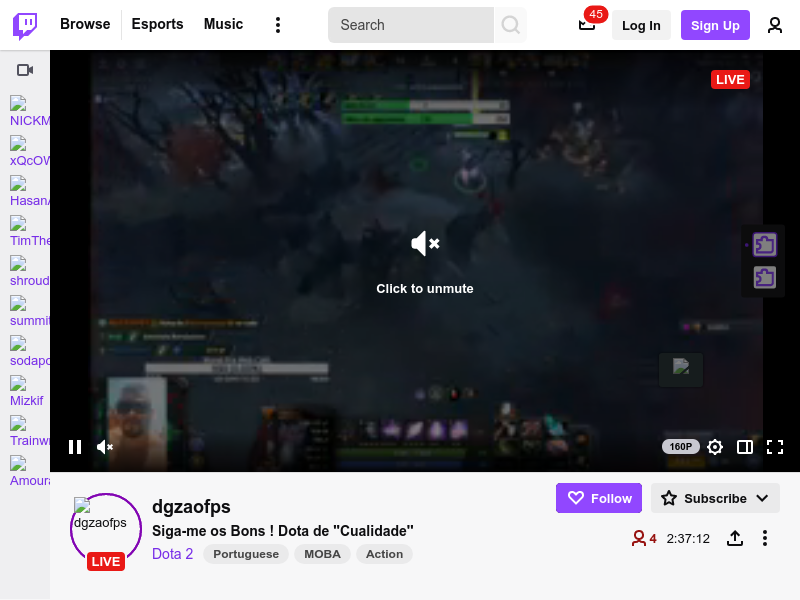 Browse
Esports
Music
Search
45
Log In
Sign Up
NICKM
xQcOW
HasanA
TimThe
shroud
summit
sodapo
Mizkif
Trainw
Amoura
LIVE
Click to unmute
160P
dgzaofps
LIVE
dgzaofps
Siga-me os Bons ! Dota de "Cualidade"
Dota 2
Portuguese
MOBA
Action
Follow
Subscribe
4
2:37:12